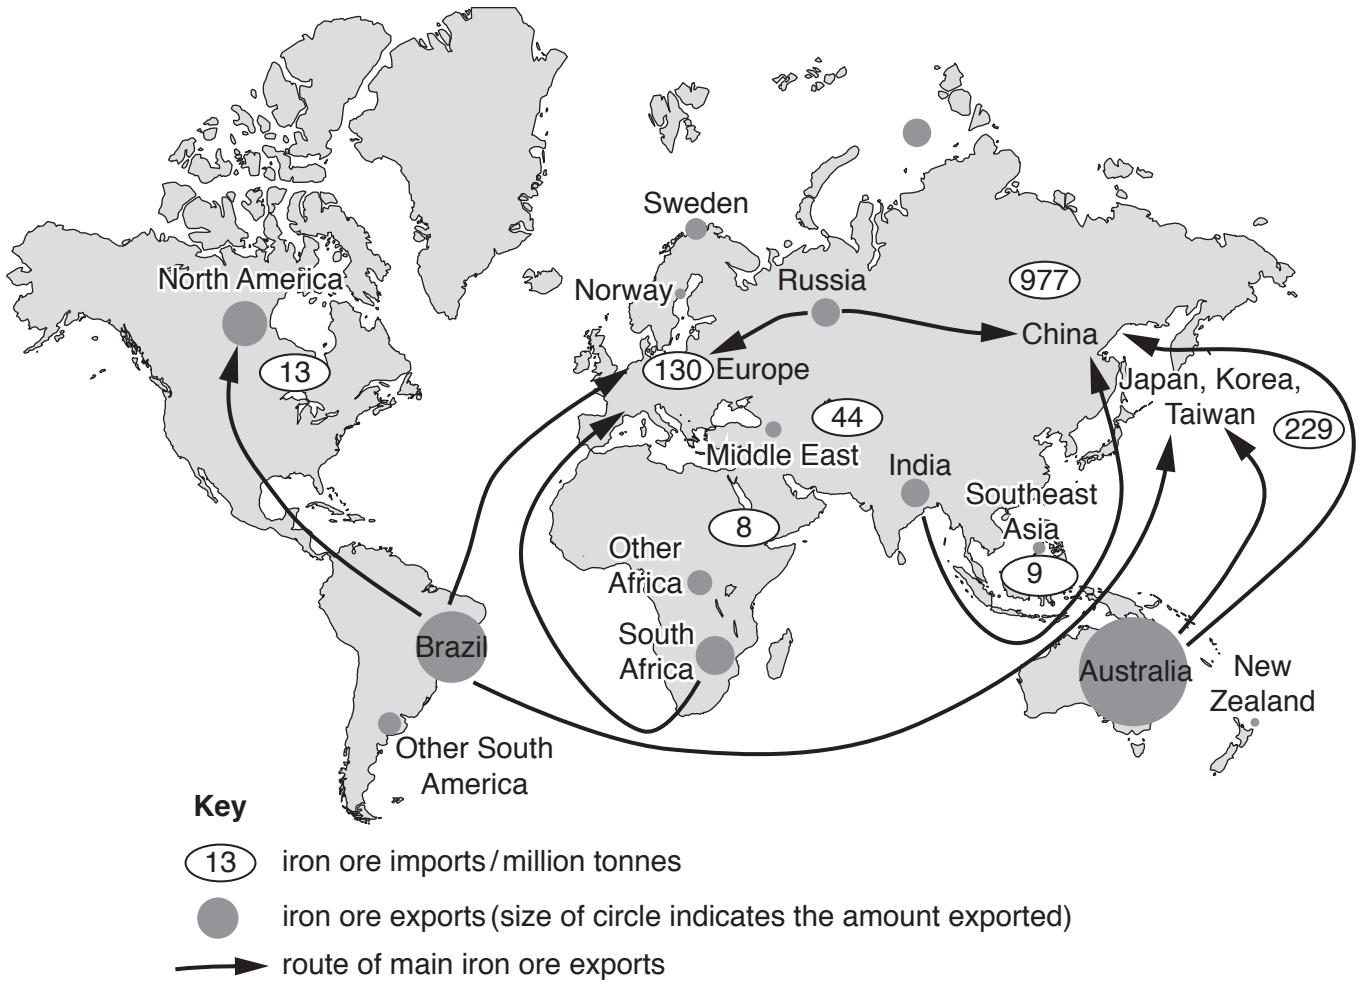 Sweden
North America
Norway
Russia
977
China
13
130
Europe
Japan, Korea,
Taiwan
44
229
Middle East
India
Southeast
Asia
8
Other
Africa
9
Brazil
South
Africa
Australia
New
Zealand
Other South
America
Key
13 iron ore imports / million tonnes
iron ore exports (size of circle indicates the amount exported)
route of main iron ore exports